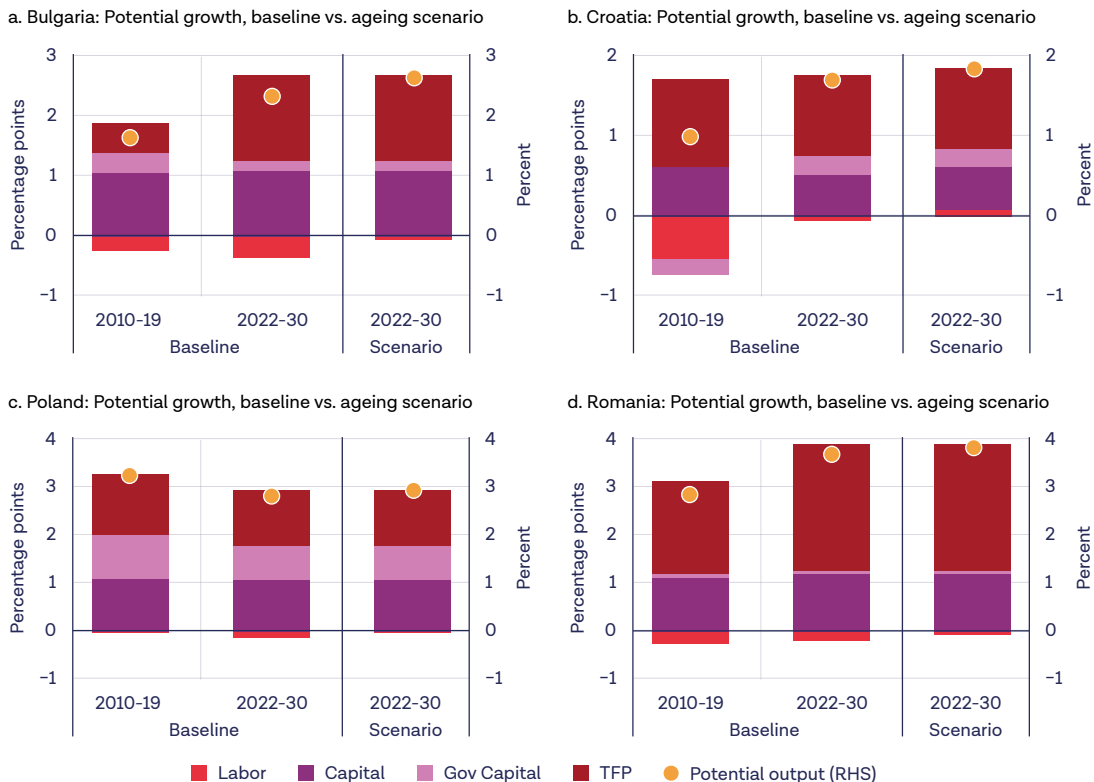 a. Bulgaria: Potential growth, baseline vs. ageing scenario
3
2
1
0
−1
Percentage points
3
2
1
0
−1
Percent
2010-19
2022-30
2022-30
Baseline
Scenario
b. Croatia: Potential growth, baseline vs. ageing scenario
2
1
0
−1
Percentage points
2
1
0
−1
Percent
2010-19
2022-30
2022-30
Baseline
Scenario
c. Poland: Potential growth, baseline vs. ageing scenario
4
3
2
1
0
−1
Percentage points
4
3
2
1
0
−1
Percent
2010-19
2022-30
2022-30
Baseline
Scenario
d. Romania: Potential growth, baseline vs. ageing scenario
4
3
2
1
0
−1
Percentage points
4
3
2
1
0
−1
Percent
2010-19
2022-30
2022-30
Baseline
Scenario
Labor Capital Gov Capital TFP Potential output (RHS)